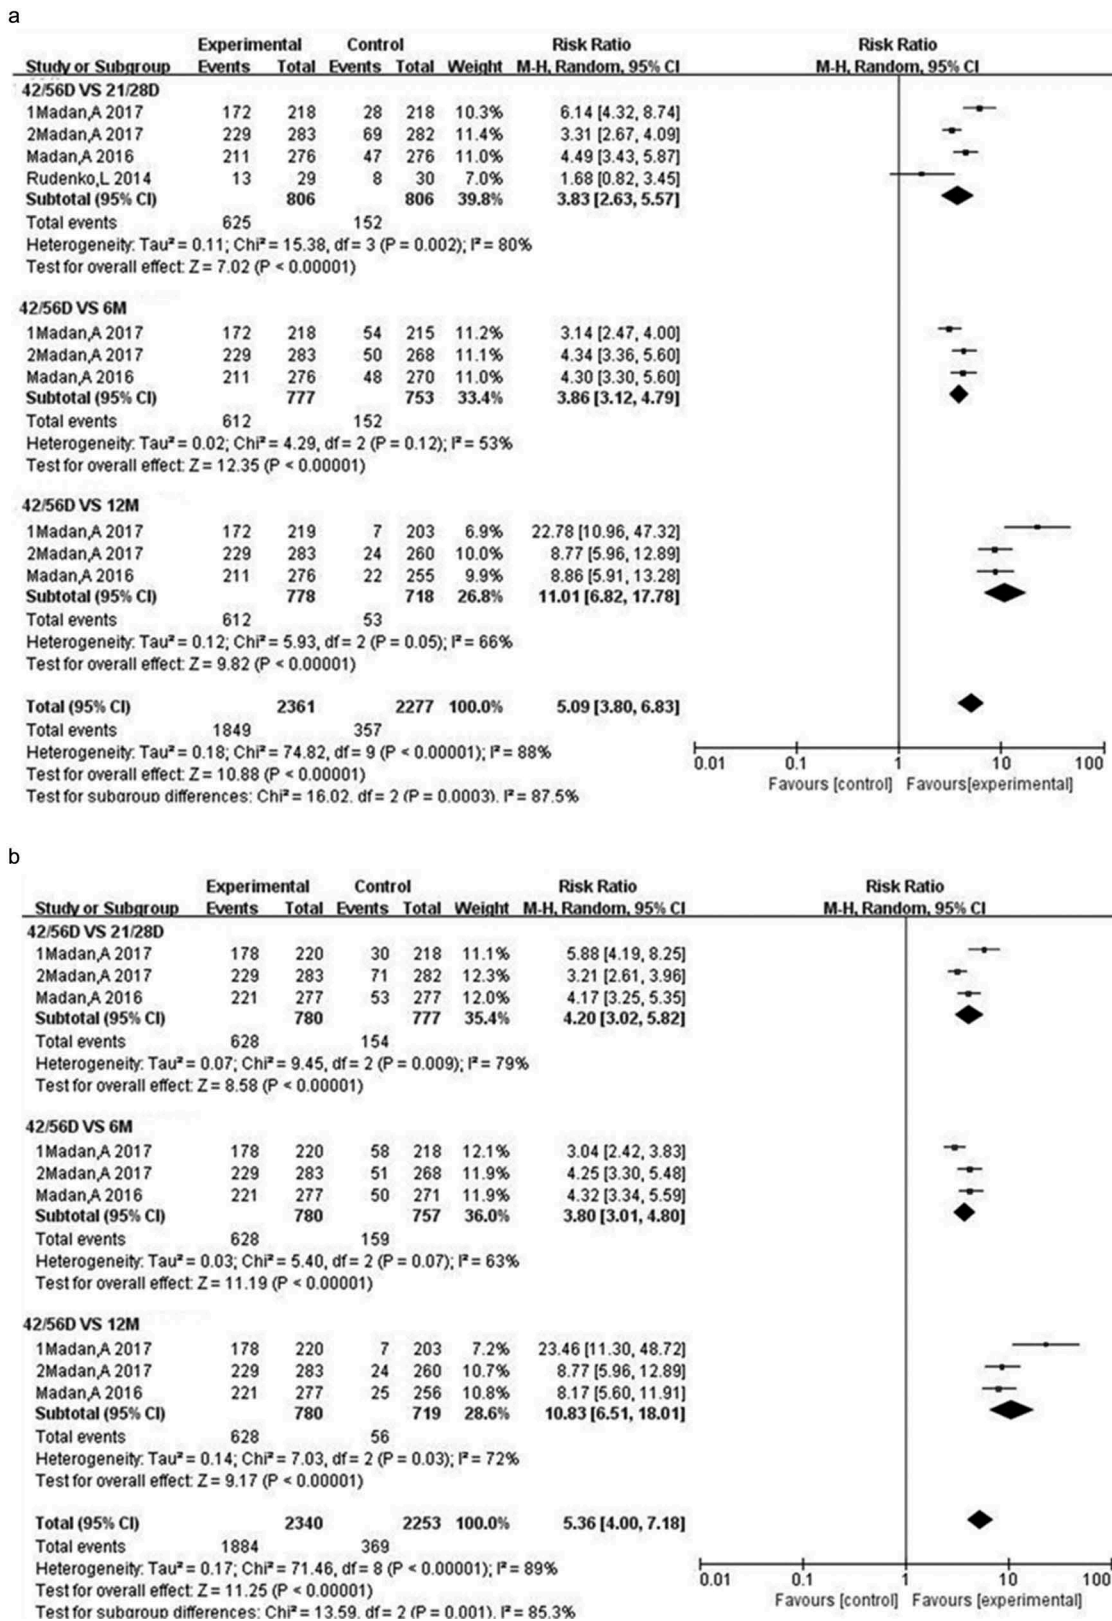 a
Experimental Control Risk Ratio Risk Ratio
Study or Subgroup Events Total Events Total Weight M-H, Random, 95% CI M-H, Random, 95% CI
42/56D VS 21/28D
1Madan,A 2017 172 218 28 218 10.3% 6.14 [4.32, 8.74]
2Madan,A 2017 229 283 69 282 11.4% 3.31 [2.67, 4.09]
Madan,A 2016 211 276 47 276 11.0% 4.49 [3.43, 5.87]
Rudenko,L 2014 13 29 8 30 7.0% 1.68 [0.82, 3.45]
Subtotal (95% CI) 806 806 39.8% 3.83 [2.63, 5.57]
Total events 625 152
Heterogeneity: Tau² = 0.11; Chi² = 15.38, df = 3 (P = 0.002); I² = 80%
Test for overall effect: Z = 7.02 (P < 0.00001)
42/56D VS 6M
1Madan,A 2017 172 218 54 215 11.2% 3.14 [2.47, 4.00]
2Madan,A 2017 229 283 50 268 11.1% 4.34 [3.36, 5.60]
Madan,A 2016 211 276 48 270 11.0% 4.30 [3.30, 5.60]
Subtotal (95% CI) 777 753 33.4% 3.86 [3.12, 4.79]
Total events 612 152
Heterogeneity: Tau² = 0.02; Chi² = 4.29, df = 2 (P = 0.12); I² = 53%
Test for overall effect: Z = 12.35 (P < 0.00001)
42/56D VS 12M
1Madan,A 2017 172 219 7 203 6.9% 22.78 [10.96, 47.32]
2Madan,A 2017 229 283 24 260 10.0% 8.77 [5.96, 12.89]
Madan,A 2016 211 276 22 255 9.9% 8.86 [5.91, 13.28]
Subtotal (95% CI) 778 718 26.8% 11.01 [6.82, 17.78]
Total events 612 53
Heterogeneity: Tau² = 0.12; Chi² = 5.93, df = 2 (P = 0.05); I² = 66%
Test for overall effect: Z = 9.82 (P < 0.00001)
Total (95% CI) 2361 2277 100.0% 5.09 [3.80, 6.83]
Total events 1849 357
Heterogeneity: Tau² = 0.18; Chi² = 74.82, df = 9 (P < 0.00001); I² = 88%
Test for overall effect: Z = 10.88 (P < 0.00001)
Test for subgroup differences: Chi² = 16.02, df = 2 (P = 0.0003), I² = 87.5%
0.01 0.1 1 10 100
Favours [control] Favours[experimental]
b
Experimental Control Risk Ratio Risk Ratio
Study or Subgroup Events Total Events Total Weight M-H, Random, 95% CI M-H, Random, 95% CI
42/56D VS 21/28D
1Madan,A 2017 178 220 30 218 11.1% 5.88 [4.19, 8.25]
2Madan,A 2017 229 283 71 282 12.3% 3.21 [2.61, 3.96]
Madan,A 2016 221 277 53 277 12.0% 4.17 [3.25, 5.35]
Subtotal (95% CI) 780 777 35.4% 4.20 [3.02, 5.82]
Total events 628 154
Heterogeneity: Tau² = 0.07; Chi² = 9.45, df = 2 (P = 0.009); I² = 79%
Test for overall effect: Z = 8.58 (P < 0.00001)
42/56D VS 6M
1Madan,A 2017 178 220 58 218 12.1% 3.04 [2.42, 3.83]
2Madan,A 2017 229 283 51 268 11.9% 4.25 [3.30, 5.48]
Madan,A 2016 221 277 50 271 11.9% 4.32 [3.34, 5.59]
Subtotal (95% CI) 780 757 36.0% 3.80 [3.01, 4.80]
Total events 628 159
Heterogeneity: Tau² = 0.03; Chi² = 5.40, df = 2 (P = 0.07); I² = 63%
Test for overall effect: Z = 11.19 (P < 0.00001)
42/56D VS 12M
1Madan,A 2017 178 220 7 203 7.2% 23.46 [11.30, 48.72]
2Madan,A 2017 229 283 24 260 10.7% 8.77 [5.96, 12.89]
Madan,A 2016 221 277 25 256 10.8% 8.17 [5.60, 11.91]
Subtotal (95% CI) 780 719 28.6% 10.83 [6.51, 18.01]
Total events 628 56
Heterogeneity: Tau² = 0.14; Chi² = 7.03, df = 2 (P = 0.03); I² = 72%
Test for overall effect: Z = 9.17 (P < 0.00001)
Total (95% CI) 2340 2253 100.0% 5.36 [4.00, 7.18]
Total events 1884 369
Heterogeneity: Tau² = 0.17; Chi² = 71.46, df = 8 (P < 0.00001); I² = 89%
Test for overall effect: Z = 11.25 (P < 0.00001)
Test for subgroup differences: Chi² = 13.59, df = 2 (P = 0.001), I² = 85.3%
0.01 0.1 1 10 100
Favours [control] Favours [experimental]